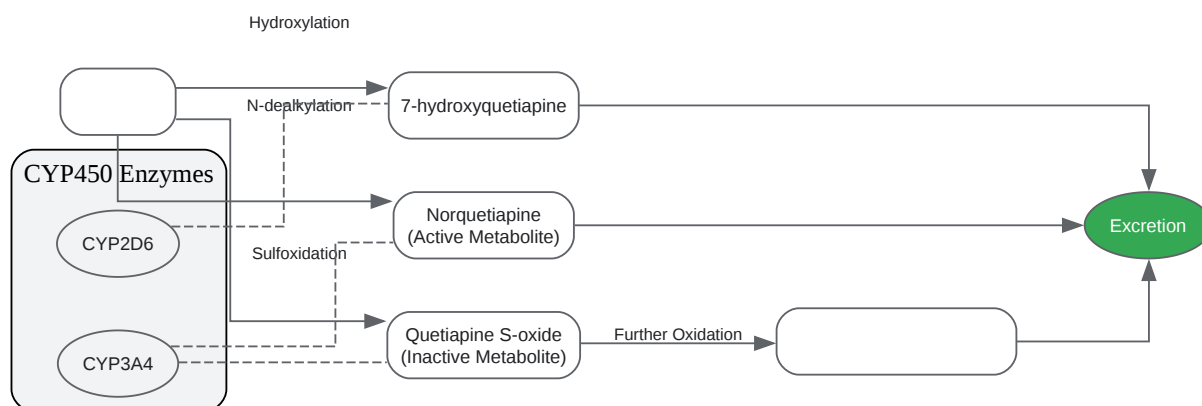 Hydroxylation
N-dealkylation
7-hydroxyquetiapine
CYP450 Enzymes
Norquetiapine
(Active Metabolite)
Excretion
CYP2D6
Sulfoxidation
Quetiapine S-oxide
(Inactive Metabolite)
Further Oxidation
CYP3A4